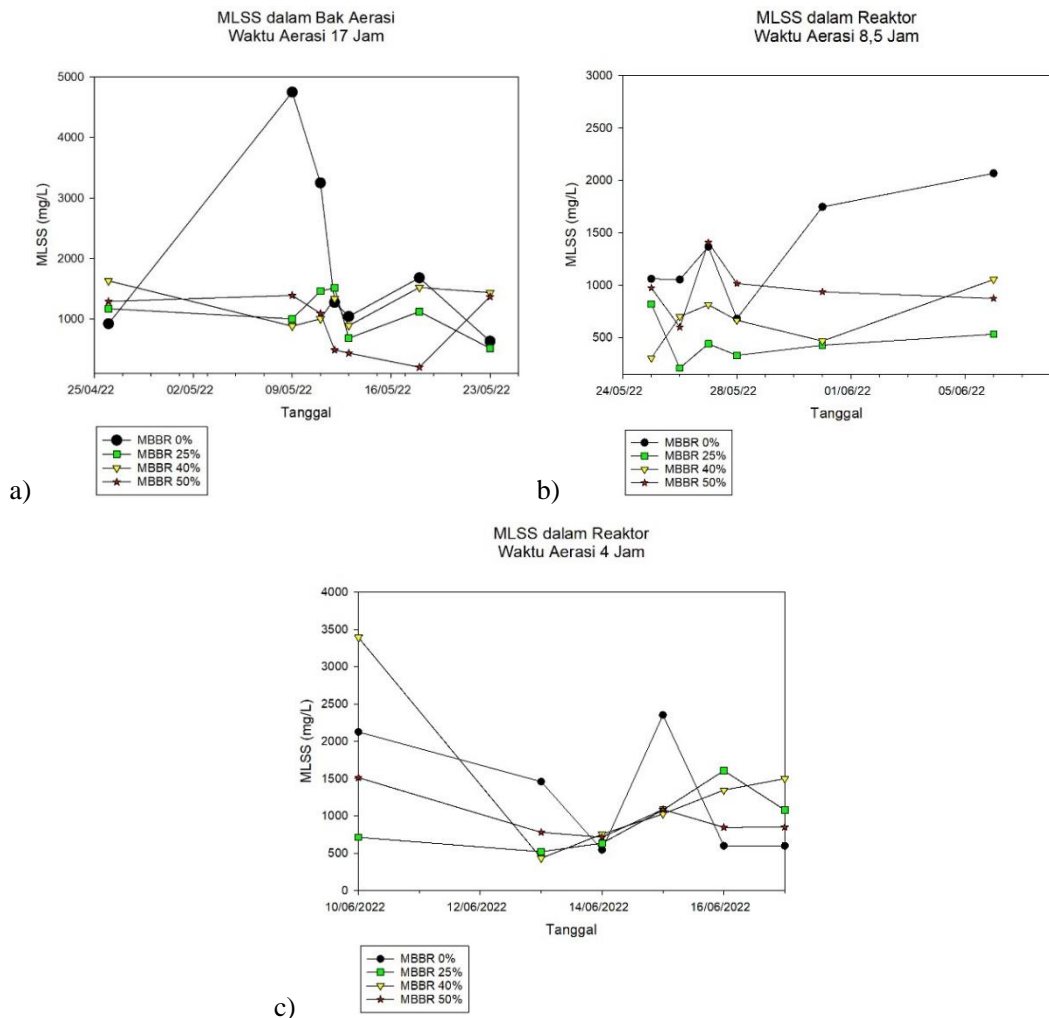 MLSS dalam Bak Aerasi
Waktu Aerasi 17 Jam
5000
4000
3000
2000
1000
MLSS (mg/L)
25/04/22 02/05/22 09/05/22 16/05/22 23/05/22
Tanggal
MBBR 0%
MBBR 25%
MBBR 40%
MBBR 50%
a)
MLSS dalam Reaktor
Waktu Aerasi 8,5 Jam
3000
2500
2000
1500
1000
500
MLSS (mg/L)
24/05/22 28/05/22 01/06/22 05/06/22
Tanggal
MBBR 0%
MBBR 25%
MBBR 40%
MBBR 50%
b)
MLSS dalam Reaktor
Waktu Aerasi 4 Jam
4000
3500
3000
2500
2000
1500
1000
500
0
MLSS (mg/L)
10/06/2022 12/06/2022 14/06/2022 16/06/2022
Tanggal
MBBR 0%
MBBR 25%
MBBR 40%
MBBR 50%
c)